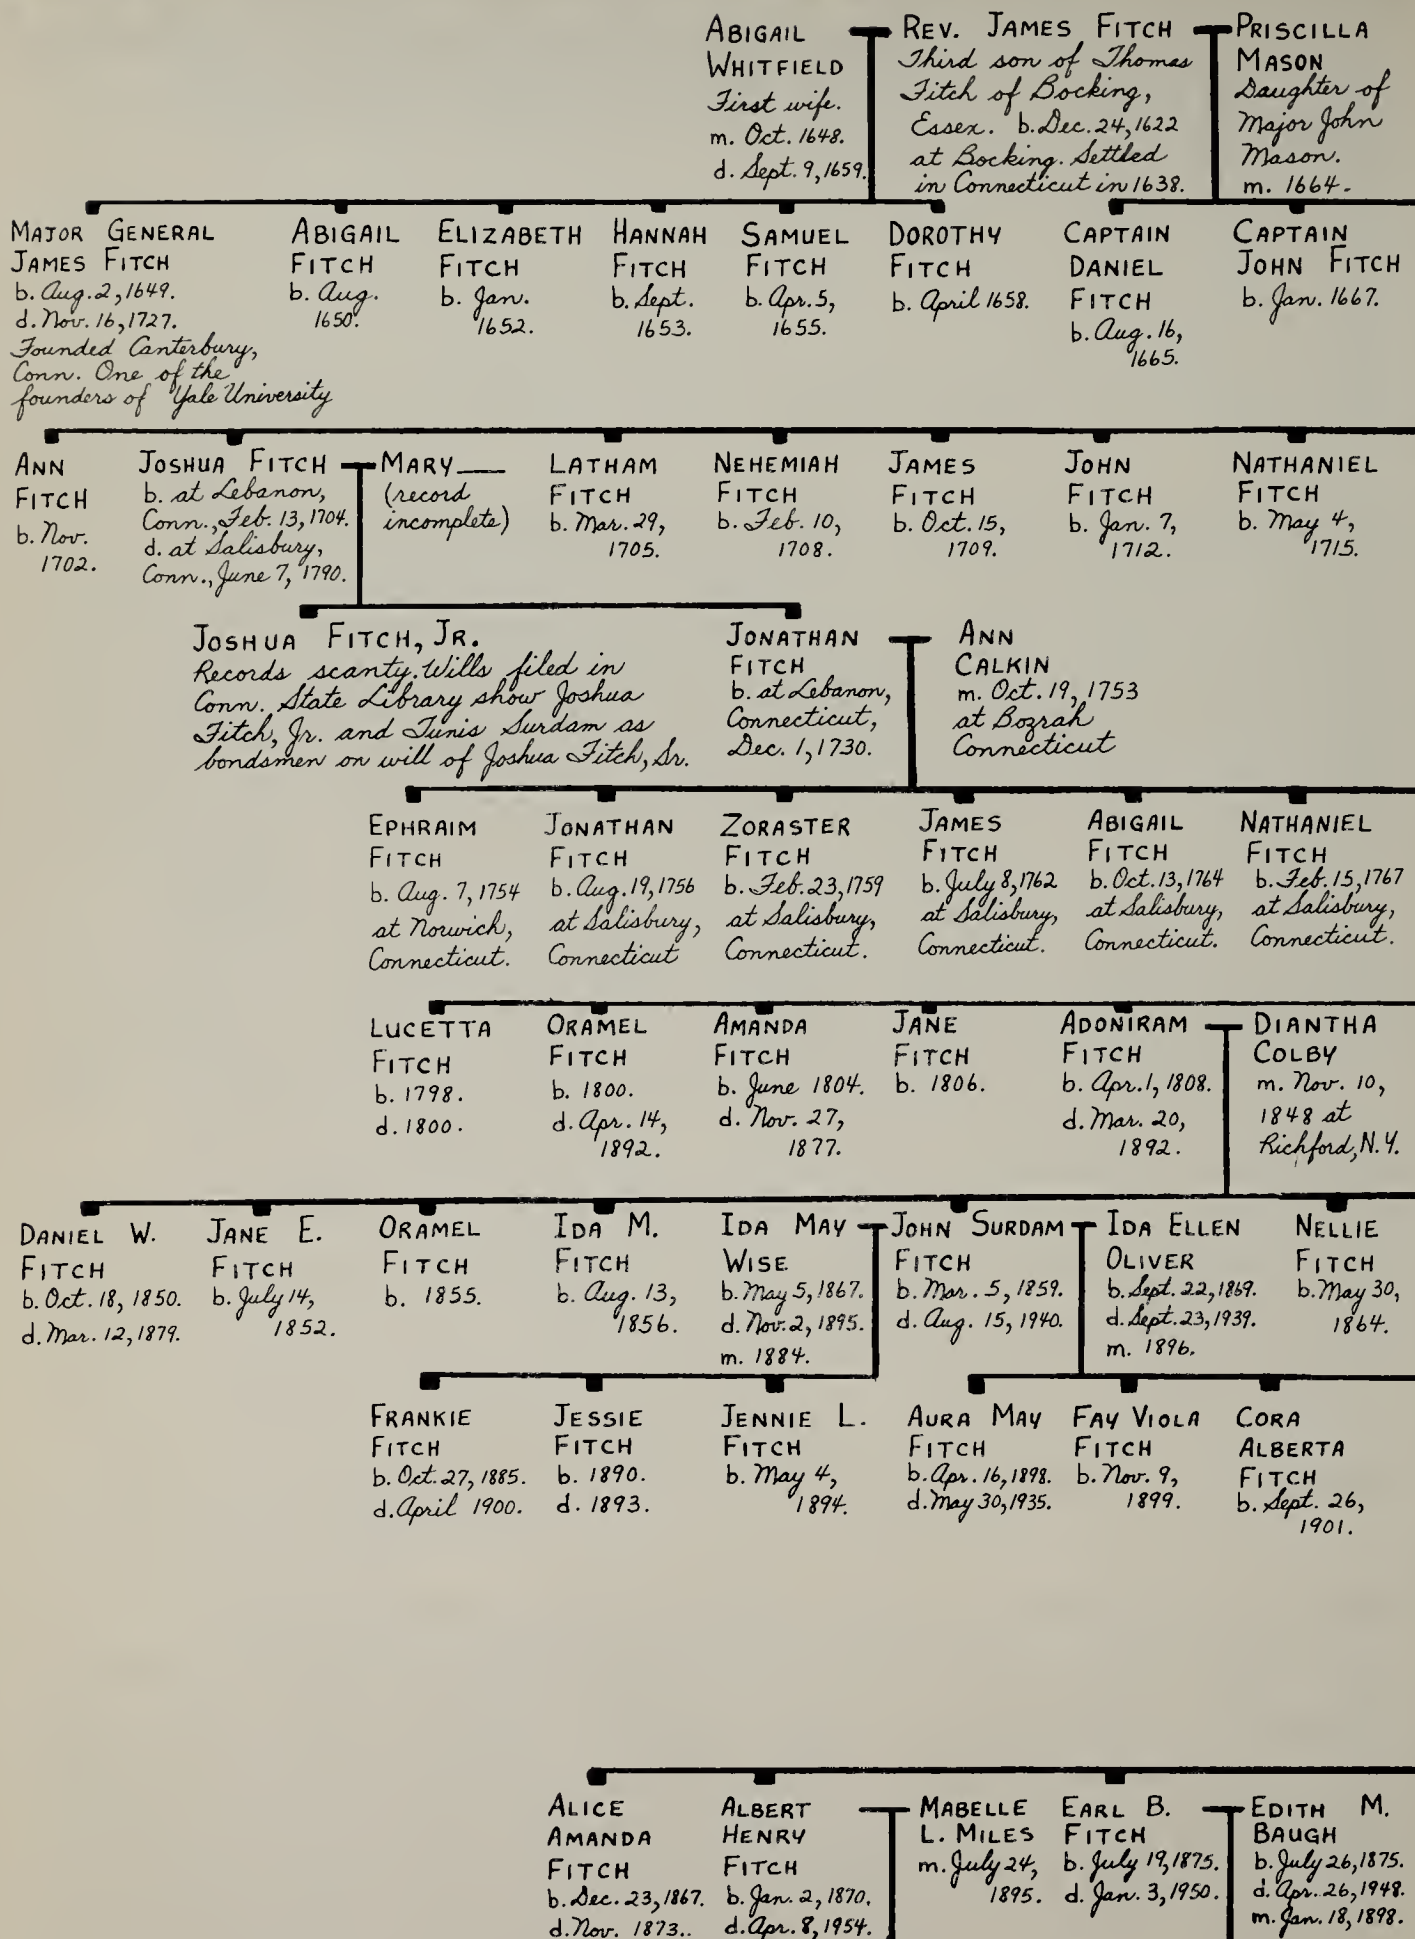 ABIGAIL
WHITFIELD
First wife.
m. Oct. 1648.
d. Sept. 9, 1659.
REV. JAMES FITCH
Third son of Thomas
Fitch of Bocking,
Essex. b. Dec. 24, 1622
at Bocking. Settled
in Connecticut in 1638.
PRISCILLA
MASON
Daughter of
Major John
Mason.
m. 1664.
MAJOR GENERAL
JAMES FITCH
b. Aug. 2, 1649.
d. Nov. 16, 1727.
Founded Canterbury,
Conn. One of the
founders of Yale University
ABIGAIL
FITCH
b. Aug.
1650.
ELIZABETH
FITCH
b. Jan.
1652.
HANNAH
FITCH
b. Sept.
1653.
SAMUEL
FITCH
b. Apr. 5,
1655.
DOROTHY
FITCH
b. April 1658.
CAPTAIN
DANIEL
FITCH
b. Aug. 16,
1665.
CAPTAIN
JOHN FITCH
b. Jan. 1667.
ANN
FITCH
b. Nov.
1702.
JOSHUA FITCH
b. at Lebanon,
Conn., Feb. 13, 1704.
d. at Salisbury,
Conn., June 7, 1790.
MARY ___
(record
incomplete)
LATHAM
FITCH
b. Mar. 29,
1705.
NEHEMIAH
FITCH
b. Feb. 10,
1708.
JAMES
FITCH
b. Oct. 15,
1709.
JOHN
FITCH
b. Jan. 7,
1712.
NATHANIEL
FITCH
b. May 4,
1715.
JOSHUA FITCH, JR.
Records scanty. Wills filed in
Conn. State Library show Joshua
Fitch, Jr. and Tunis Surdam as
bondsmen on will of Joshua Fitch, Sr.
JONATHAN
FITCH
b. at Lebanon,
Connecticut,
Dec. 1, 1730.
ANN
CALKIN
m. Oct. 19, 1753
at Bozrah
Connecticut
EPHRAIM
FITCH
b. Aug. 7, 1754
at Norwich,
Connecticut.
JONATHAN
FITCH
b. Aug. 19, 1756
at Salisbury,
Connecticut
ZORASTER
FITCH
b. Feb. 23, 1759
at Salisbury,
Connecticut.
JAMES
FITCH
b. July 8, 1762
at Salisbury,
Connecticut.
ABIGAIL
FITCH
b. Oct. 13, 1764
at Salisbury,
Connecticut.
NATHANIEL
FITCH
b. Feb. 15, 1767
at Salisbury,
Connecticut.
LUCETTA
FITCH
b. 1798.
d. 1800.
ORAMEL
FITCH
b. 1800.
d. Apr. 14,
1892.
AMANDA
FITCH
b. June 1804.
d. Nov. 27,
1877.
JANE
FITCH
b. 1806.
ADONIRAM
FITCH
b. Apr. 1, 1808.
d. Mar. 20,
1892.
DIANTHA
COLBY
m. Nov. 10,
1848 at
Richford, N.Y.
DANIEL W.
FITCH
b. Oct. 18, 1850.
d. Mar. 12, 1879.
JANE E.
FITCH
b. July 14,
1852.
ORAMEL
FITCH
b. 1855.
IDA M.
FITCH
b. Aug. 13,
1856.
IDA MAY
WISE
b. May 5, 1867.
d. Nov. 2, 1895.
m. 1884.
JOHN SURDAM
FITCH
b. Mar. 5, 1859.
d. Aug. 15, 1940.
IDA ELLEN
OLIVER
b. Sept. 22, 1869.
d. Sept. 23, 1939.
m. 1896.
NELLIE
FITCH
b. May 30,
1864.
FRANKIE
FITCH
b. Oct. 27, 1885.
d. April 1900.
JESSIE
FITCH
b. 1890.
d. 1893.
JENNIE L.
FITCH
b. May 4,
1894.
AURA MAY
FITCH
b. Apr. 16, 1898.
d. May 30, 1935.
FAY VIOLA
FITCH
b. Nov. 9,
1899.
CORA
ALBERTA
FITCH
b. Sept. 26,
1901.
ALICE
AMANDA
FITCH
b. Dec. 23, 1867.
d. Nov. 1873..
ALBERT
HENRY
FITCH
b. Jan. 2, 1870.
d. Apr. 8, 1954.
MABELLE
L. MILES
m. July 24,
1895.
EARL B.
FITCH
b. July 19, 1875.
d. Jan. 3, 1950.
EDITH M.
BAUGH
b. July 26, 1875.
d. Apr. 26, 1948.
m. Jan. 18, 1898.